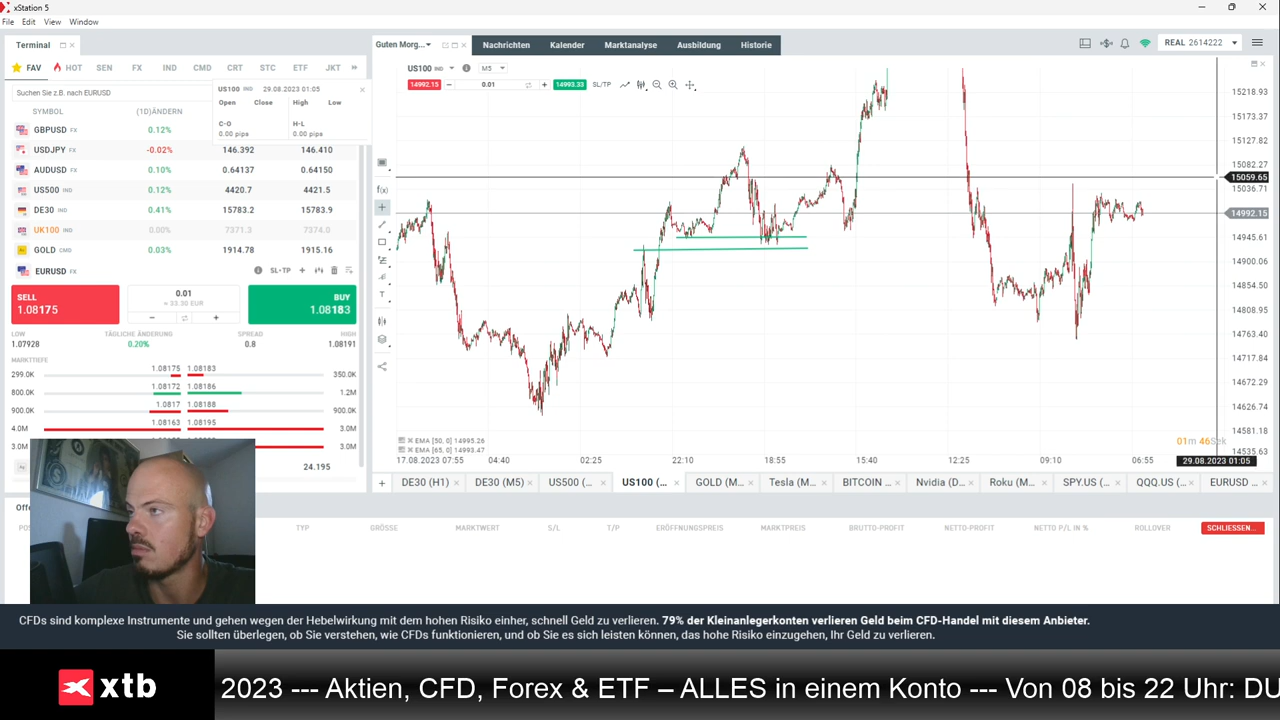 xStation 5
File Edit View Window
Terminal
FAV HOT SEN FX IND CMD CRT STC ETF JKT
Suchen Sie z.B. nach EURUSD
SYMBOL (1D)ÄNDERN
GBPUSD FX 0.12%
USDJPY FX -0.02% 146.392 146.410
AUDUSD FX 0.10% 0.64137 0.64150
US500 IND 0.12% 4420.7 4421.5
DE30 IND 0.41% 15783.2 15783.9
UK100 IND 0.00% 7371.3 7374.0
GOLD CMD 0.03% 1914.78 1915.16
EURUSD FX SL+TP
US100 IND 29.08.2023 01:05
Open Close High Low
C-O H-L
0.00 pips 0.00 pips
SELL 0.01 BUY
1.08175 ≈ 33.30 EUR 1.08183
LOW TÄGLICHE ÄNDERUNG SPREAD HIGH
1.07928 0.20% 0.8 1.08191
MARKTTIEFE
299.0K 1.08175 1.08183 350.0K
800.0K 1.08172 1.08186 1.2M
900.0K 1.0817 1.08188 900.0K
4.0M 1.08163 1.08195 3.0M
3.0M 3.0M
24.195
Guten Morg... Nachrichten Kalender Marktanalyse Ausbildung Historie
REAL 2614222
US100 IND M5
14992.15 0.01 14993.33 SL/TP
15218.93
15173.37
15127.82
15082.27
15059.65
15036.71
14992.15
14945.61
14900.06
14854.50
14808.95
14763.40
14717.84
14672.29
14626.74
14581.18
14535.63
EMA [50, 0] 14995.26
EMA [65, 0] 14993.47
01m 46Sek
17.08.2023 07:55 04:40 02:25 22:10 18:55 15:40 12:25 09:10 06:55 29.08.2023 01:05
DE30 (H1) DE30 (M5) US500 (... US100 (... GOLD (M... Tesla (M... BITCOIN ... Nvidia (D... Roku (M... SPY.US (... QQQ.US (... EURUSD ...
TYP GRÖSSE MARKTWERT S/L T/P ERÖFFNUNGSPREIS MARKTPREIS BRUTTO-PROFIT NETTO-PROFIT NETTO P/L IN % ROLLOVER SCHLIESSEN...
CFDs sind komplexe Instrumente und gehen wegen der Hebelwirkung mit dem hohen Risiko einher, schnell Geld zu verlieren. 79% der Kleinanlegerkonten verlieren Geld beim CFD-Handel mit diesem Anbieter.
Sie sollten überlegen, ob Sie verstehen, wie CFDs funktionieren, und ob Sie es sich leisten können, das hohe Risiko einzugehen, Ihr Geld zu verlieren.
xtb 2023 --- Aktien, CFD, Forex & ETF – ALLES in einem Konto --- Von 08 bis 22 Uhr: DU